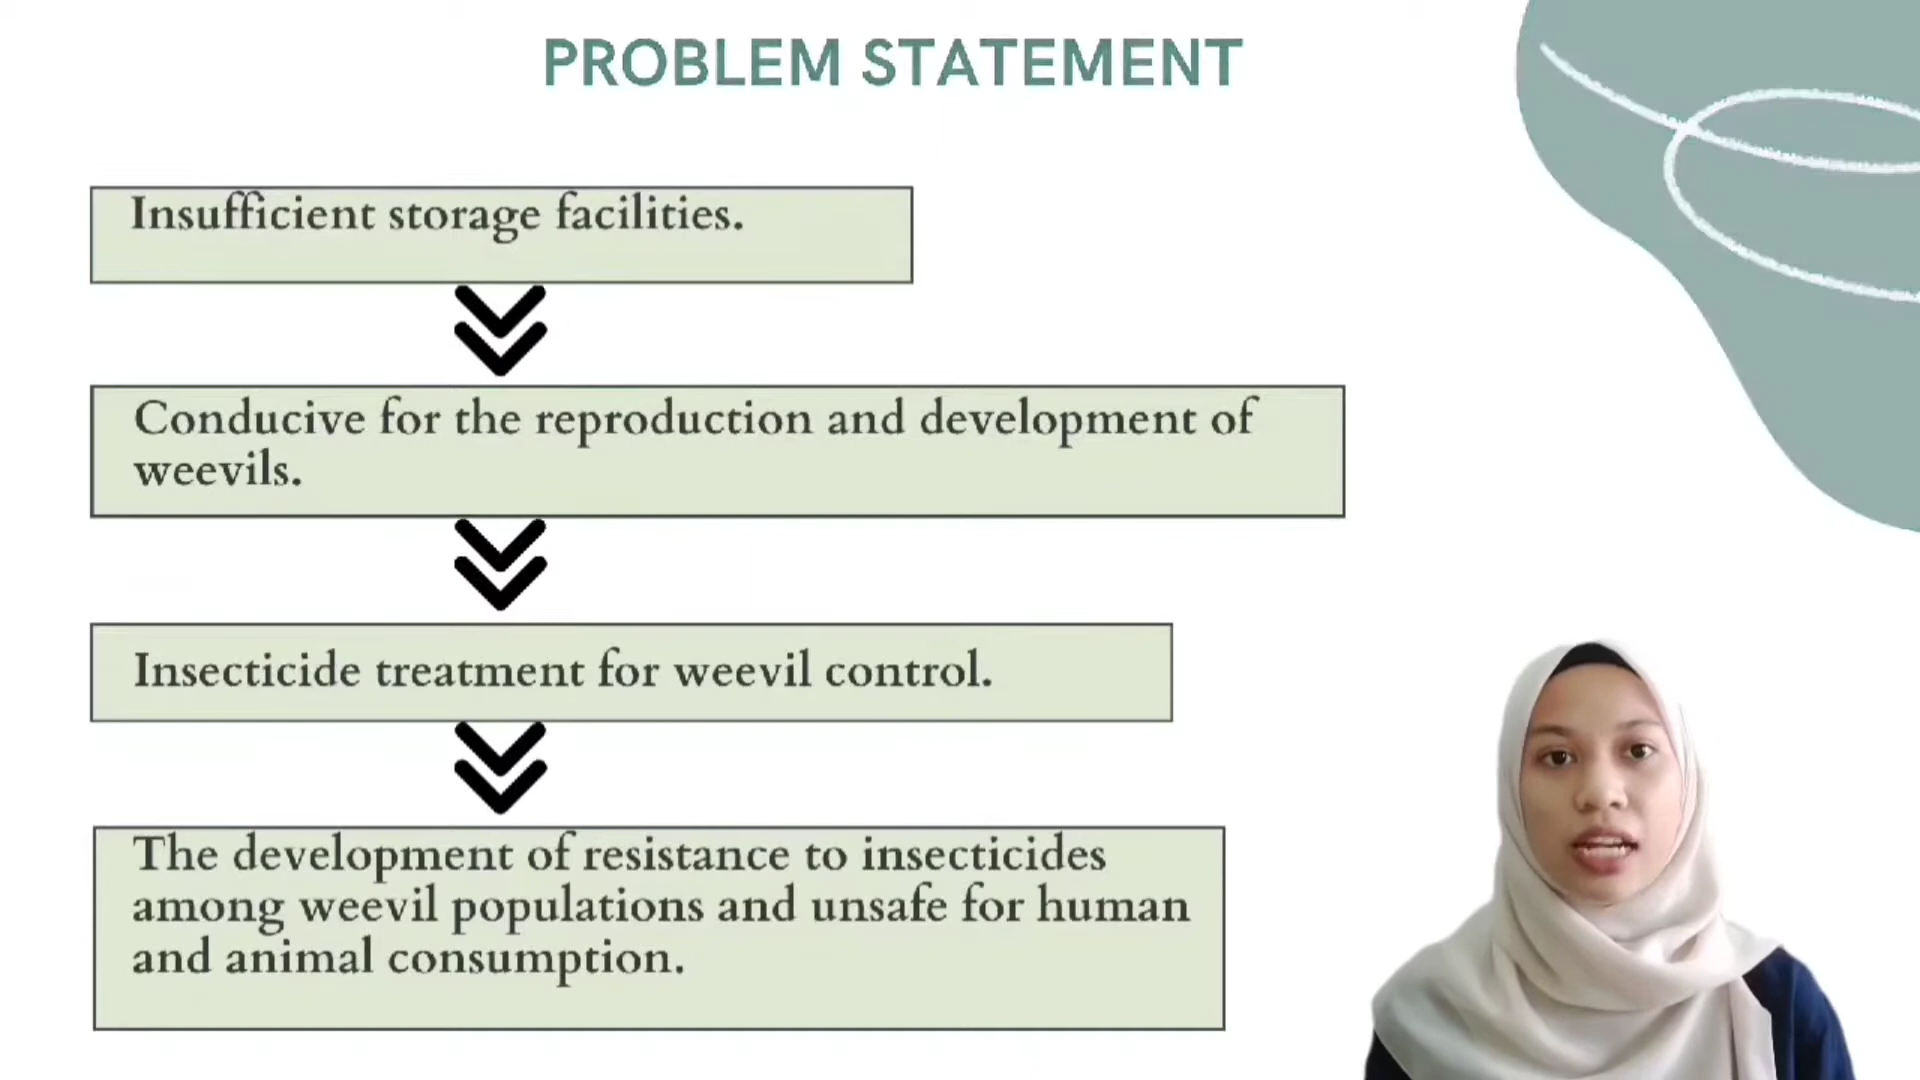 PROBLEM STATEMENT
Insufficient storage facilities.
Conducive for the reproduction and development of
weevils.
Insecticide treatment for weevil control.
The development of resistance to insecticides
among weevil populations and unsafe for human
and animal consumption.